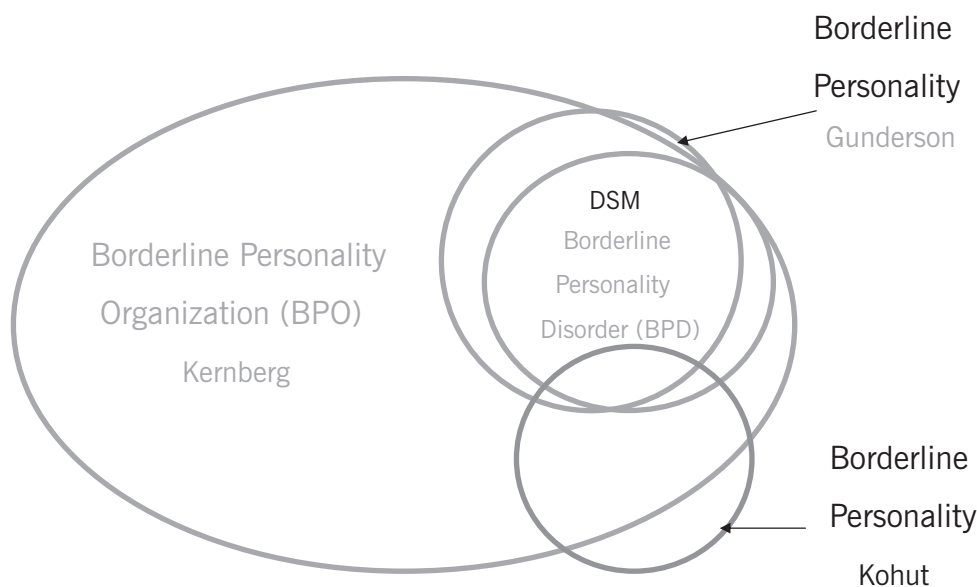 Borderline
Personality
Gunderson
DSM
Borderline
Personality
Disorder (BPD)
Borderline Personality
Organization (BPO)
Kernberg
Borderline
Personality
Kohut